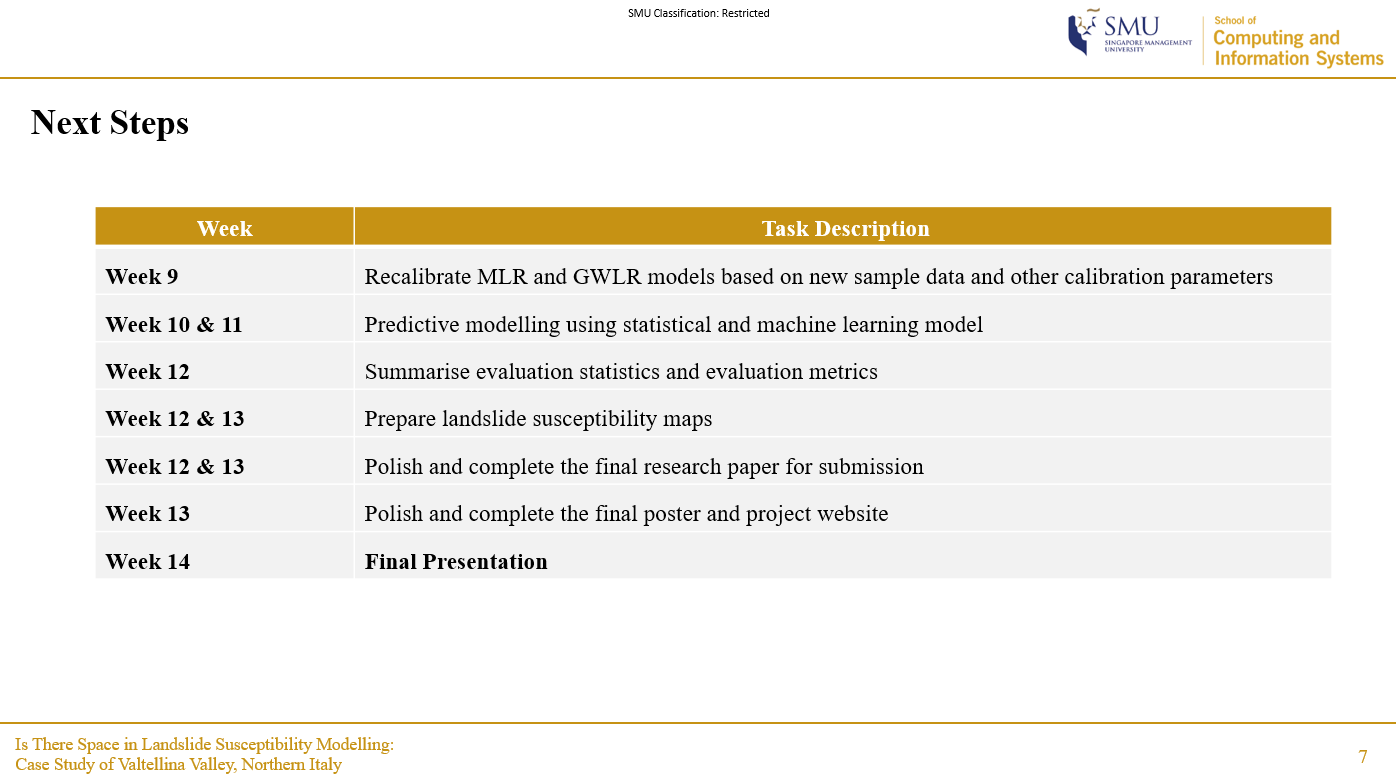 SMU Classification: Restricted
SMU
SINGAPORE MANAGEMENT
UNIVERSITY
School of
Computing and
Information Systems
Next Steps
Week Task Description
Week 9 Recalibrate MLR and GWLR models based on new sample data and other calibration parameters
Week 10 & 11 Predictive modelling using statistical and machine learning model
Week 12 Summarise evaluation statistics and evaluation metrics
Week 12 & 13 Prepare landslide susceptibility maps
Week 12 & 13 Polish and complete the final research paper for submission
Week 13 Polish and complete the final poster and project website
Week 14 Final Presentation
Is There Space in Landslide Susceptibility Modelling:
Case Study of Valtellina Valley, Northern Italy
7